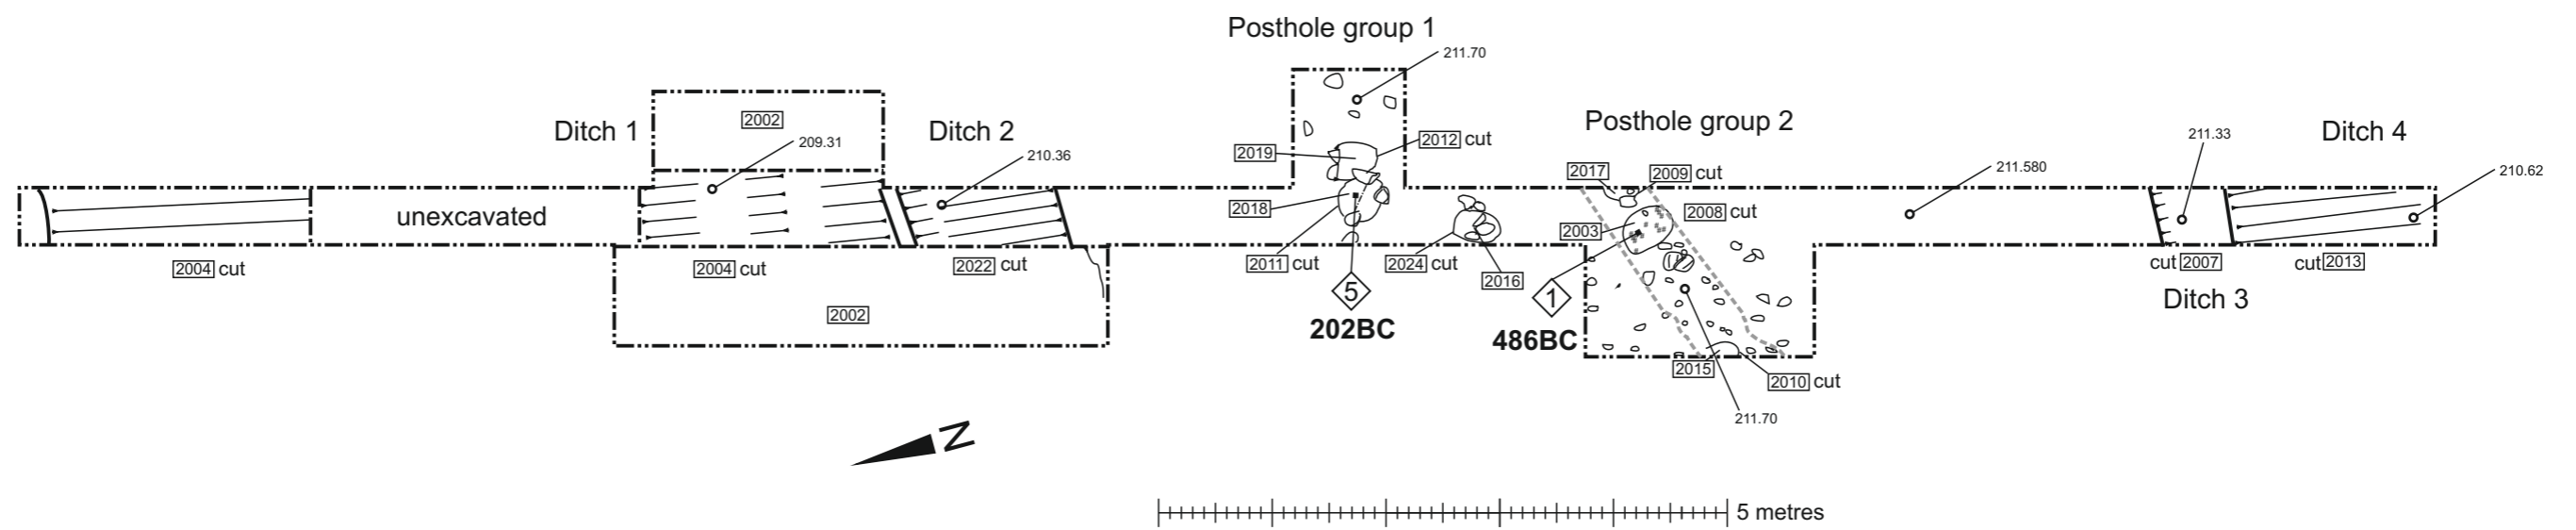 Posthole group 1
211.70
Ditch 1
2002
209.31
Ditch 2
210.36
2019
2012 cut
Posthole group 2
211.33
Ditch 4
2017
2009 cut
211.580
210.62
unexcavated
2018
2003
2008 cut
2004 cut
2004 cut
2022 cut
2011 cut
2024 cut
2016
cut 2007
cut 2013
5
202BC
1
486BC
Ditch 3
2002
2015
2010 cut
211.70
N
5 metres